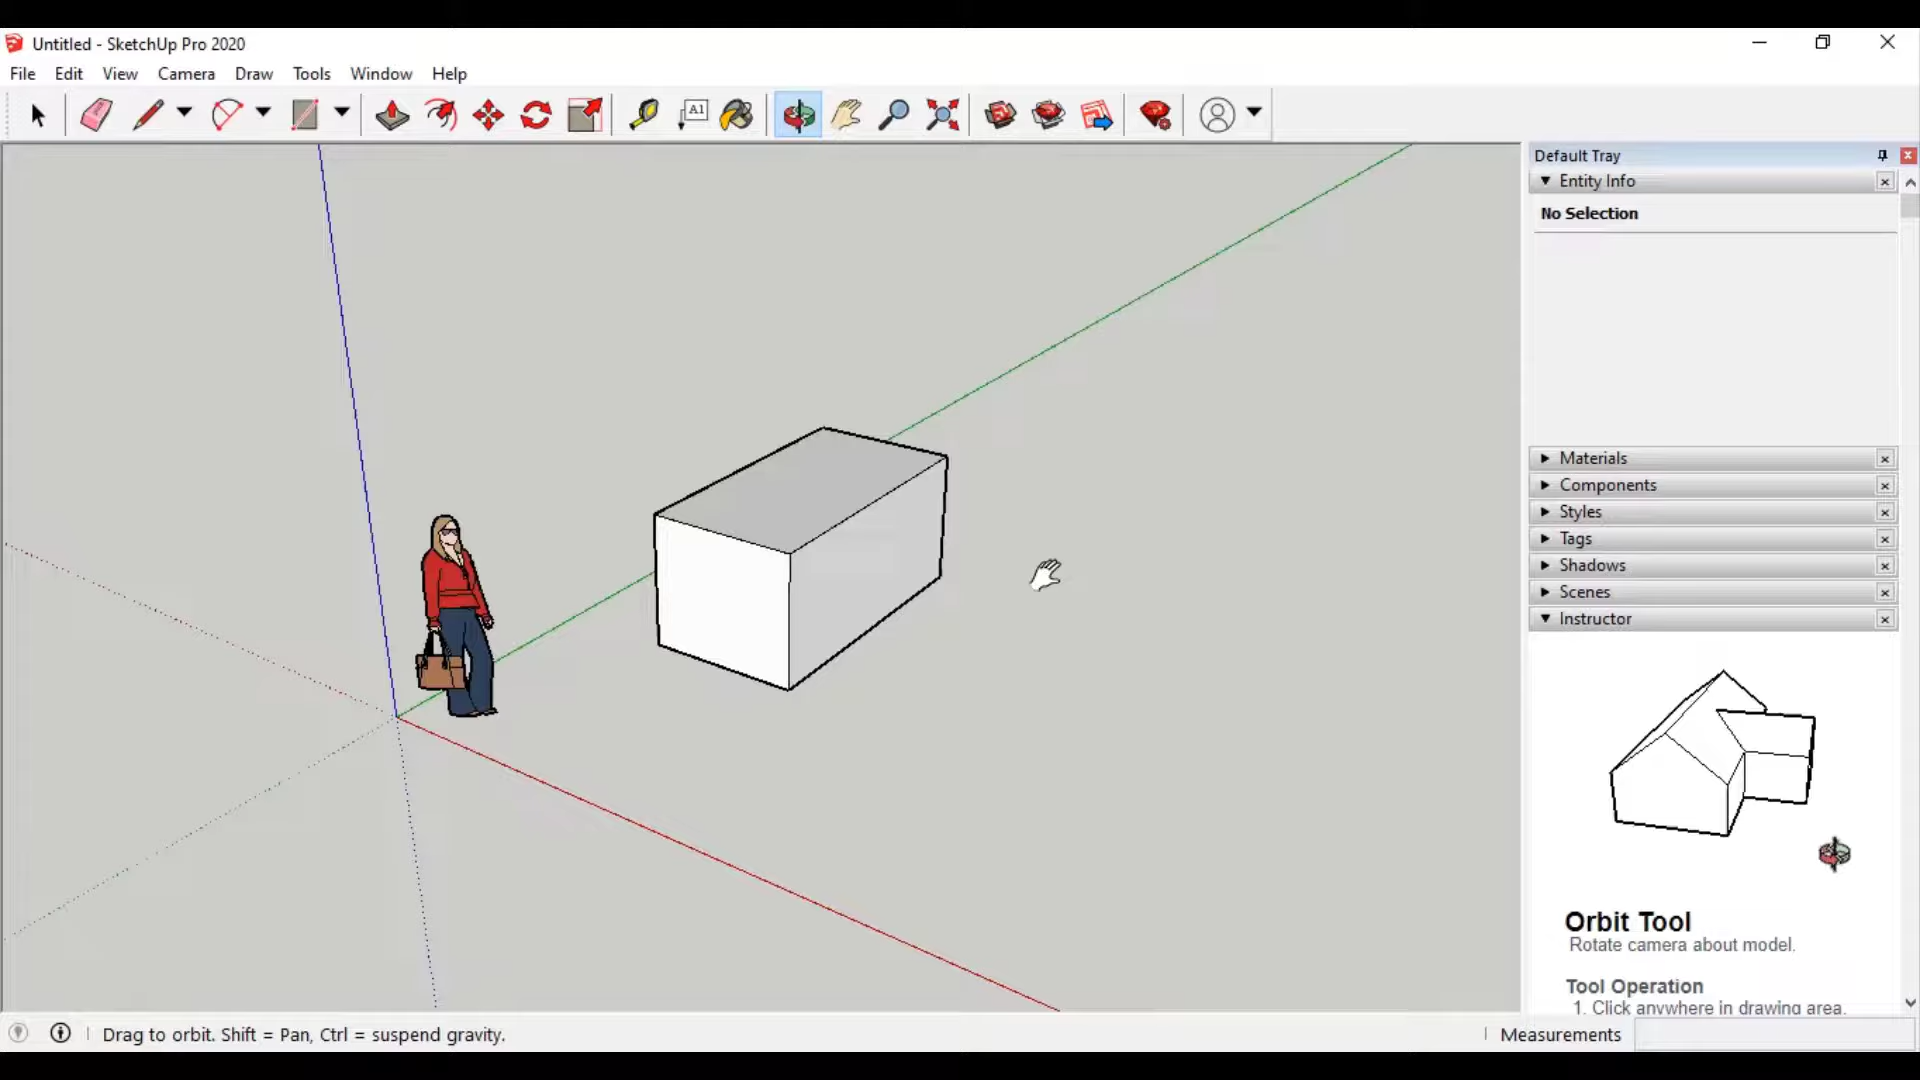 Untitled - SketchUp Pro 2020
File Edit View Camera Draw Tools Window Help
A1
Default Tray
Entity Info
No Selection
Materials
Components
Styles
Tags
Shadows
Scenes
Instructor
Orbit Tool
Rotate camera about model.
Tool Operation
1. Click anywhere in drawing area.
Drag to orbit. Shift = Pan, Ctrl = suspend gravity.
Measurements